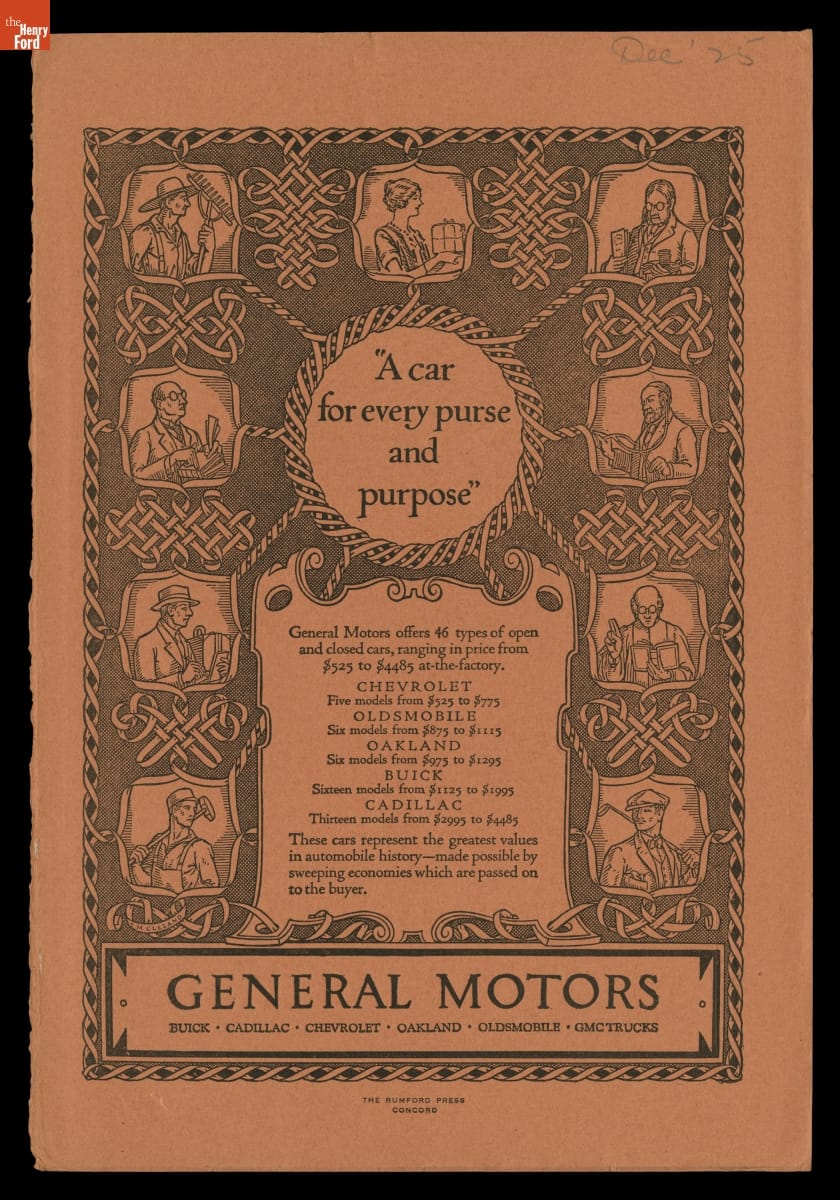 the
Henry
Ford
Dec '25
"A car
for every purse
and
purpose"
General Motors offers 46 types of open
and closed cars, ranging in price from
$525 to $4485 at-the-factory.
CHEVROLET
Five models from $525 to $775
OLDSMOBILE
Six models from $875 to $1115
OAKLAND
Six models from $975 to $1295
BUICK
Sixteen models from $1125 to $1995
CADILLAC
Thirteen models from $2995 to $4485
These cars represent the greatest values
in automobile history—made possible by
sweeping economies which are passed on
to the buyer.
T M CLELAND
GENERAL MOTORS
BUICK · CADILLAC · CHEVROLET · OAKLAND · OLDSMOBILE · GMC TRUCKS
THE RUMFORD PRESS
CONCORD